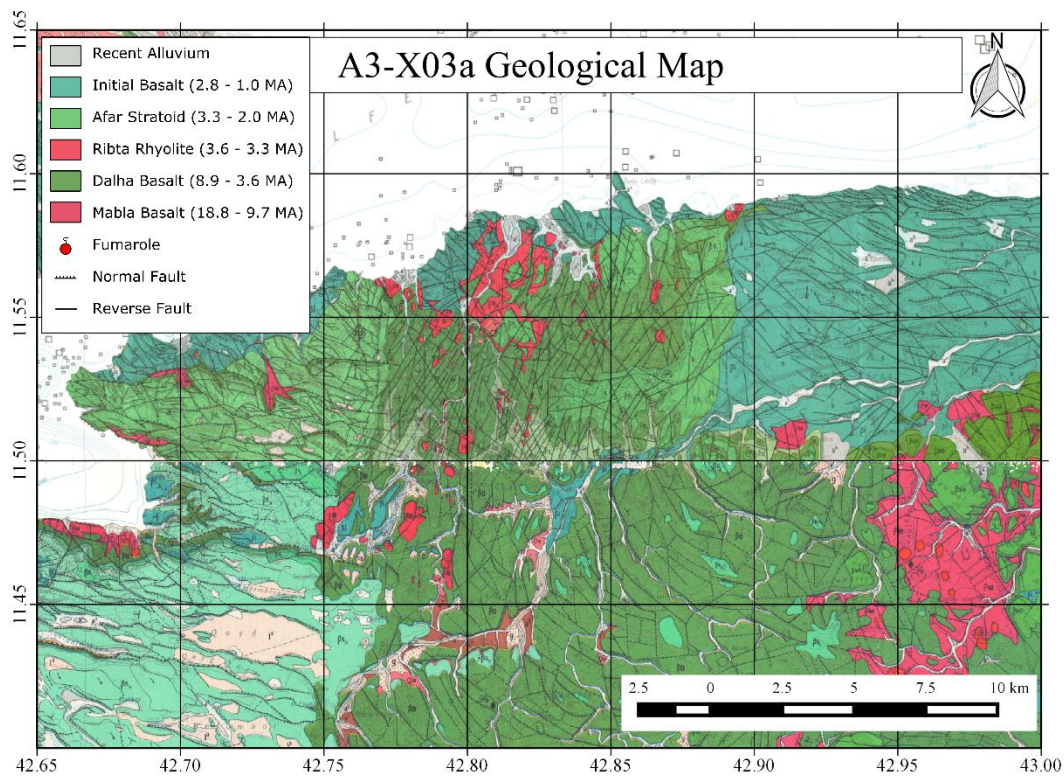 A3-X03a Geological Map
N
Recent Alluvium
Initial Basalt (2.8 - 1.0 MA)
Afar Stratoid (3.3 - 2.0 MA)
Ribta Rhyolite (3.6 - 3.3 MA)
Dalha Basalt (8.9 - 3.6 MA)
Mabla Basalt (18.8 - 9.7 MA)
Fumarole
Normal Fault
Reverse Fault
L F E
11.65
11.60
11.55
11.50
11.45
2.5 0 2.5 5 7.5 10 km
42.65 42.70 42.75 42.80 42.85 42.90 42.95 43.00